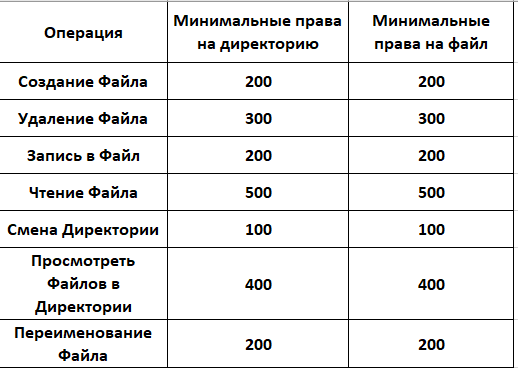 Операция
Минимальные права
на директорию
Минимальные
права на файл
Создание Файла
200
200
Удаление Файла
300
300
Запись в Файл
200
200
Чтение Файла
500
500
Смена Директории
100
100
Просмотреть
Файлов в
Директории
400
400
Переименование
Файла
200
200